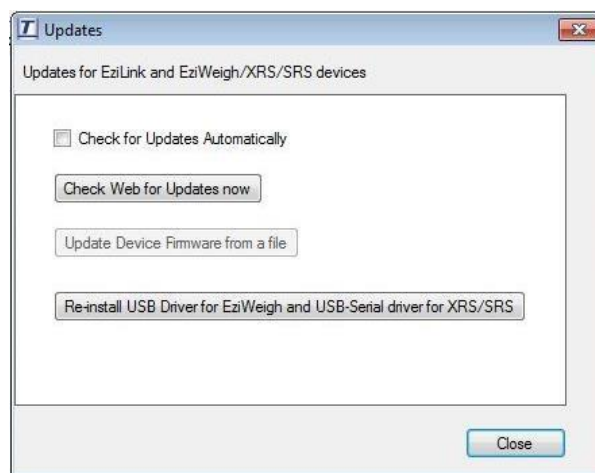 T Updates
Updates for EziLink and EziWeigh/XRS/SRS devices
Check for Updates Automatically
Check Web for Updates now
Update Device Firmware from a file
Re-install USB Driver for EziWeigh and USB-Serial driver for XRS/SRS
Close